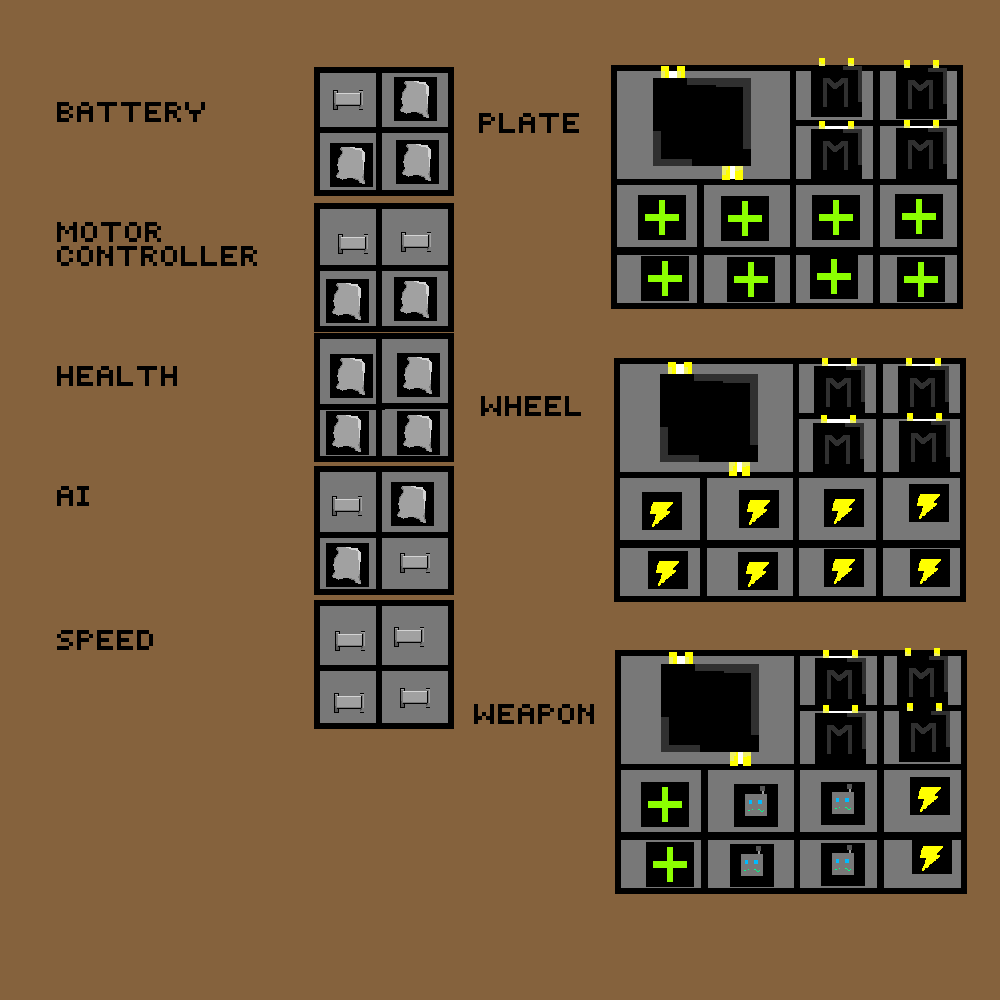 BATTERY
MOTOR
CONTROLLER
HEALTH
AI
SPEED
PLATE
M M
M M
WHEEL
M M
M M
WEAPON
M M
M M